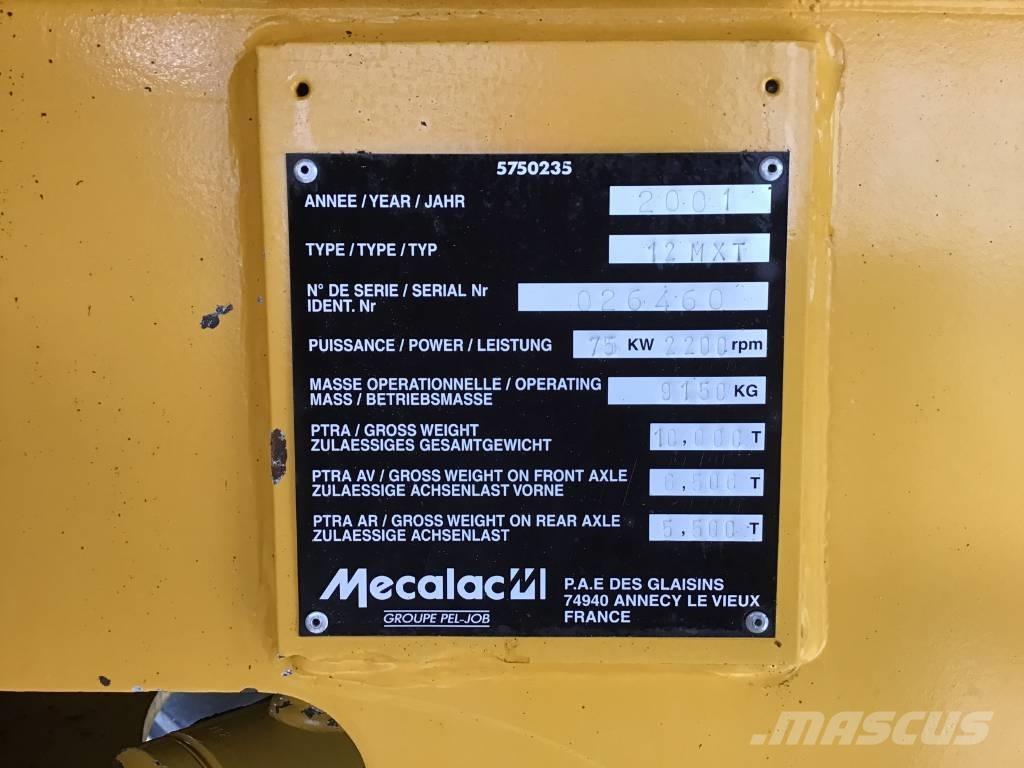 5750235
ANNEE / YEAR / JAHR 2001
TYPE / TYPE / TYP 12 MXT
N° DE SERIE / SERIAL Nr
IDENT. Nr 026460
PUISSANCE / POWER / LEISTUNG 75 KW 2200 rpm
MASSE OPERATIONNELLE / OPERATING
MASS / BETRIEBSMASSE 9150 KG
PTRA / GROSS WEIGHT
ZULAESSIGES GESAMTGEWICHT 10,000 T
PTRA AV / GROSS WEIGHT ON FRONT AXLE
ZULAESSIGE ACHSENLAST VORNE 6,500 T
PTRA AR / GROSS WEIGHT ON REAR AXLE
ZULAESSIGE ACHSENLAST 5,500 T
Mecalac
GROUPE PEL-JOB
P.A.E DES GLAISINS
74940 ANNECY LE VIEUX
FRANCE
MASCUS